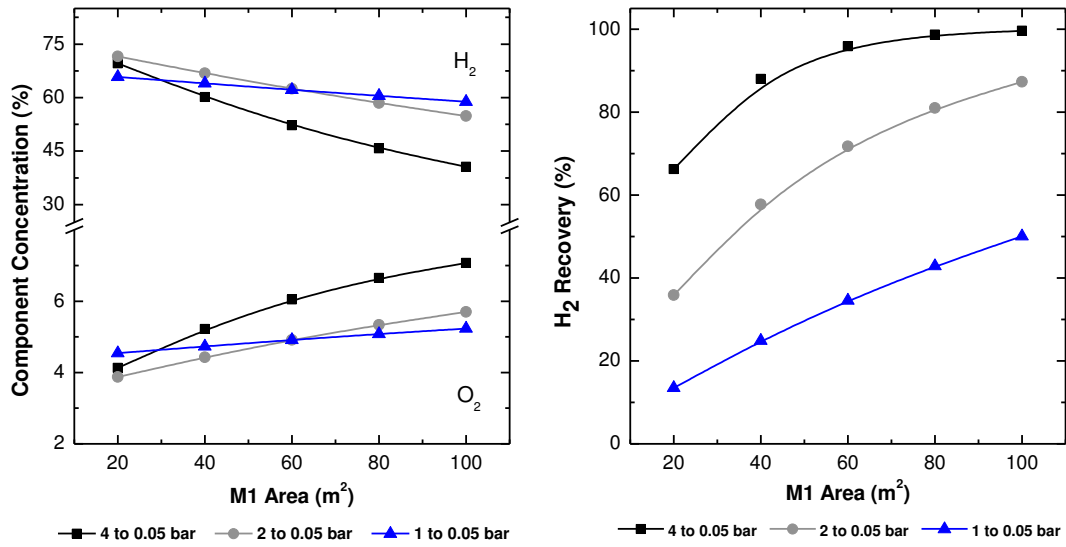 Component Concentration (%)
75
60
45
30
6
4
2
H2
O2
20 40 60 80 100
M1 Area (m2)
4 to 0.05 bar 2 to 0.05 bar 1 to 0.05 bar
H2 Recovery (%)
100
80
60
40
20
0
20 40 60 80 100
M1 Area (m2)
4 to 0.05 bar 2 to 0.05 bar 1 to 0.05 bar